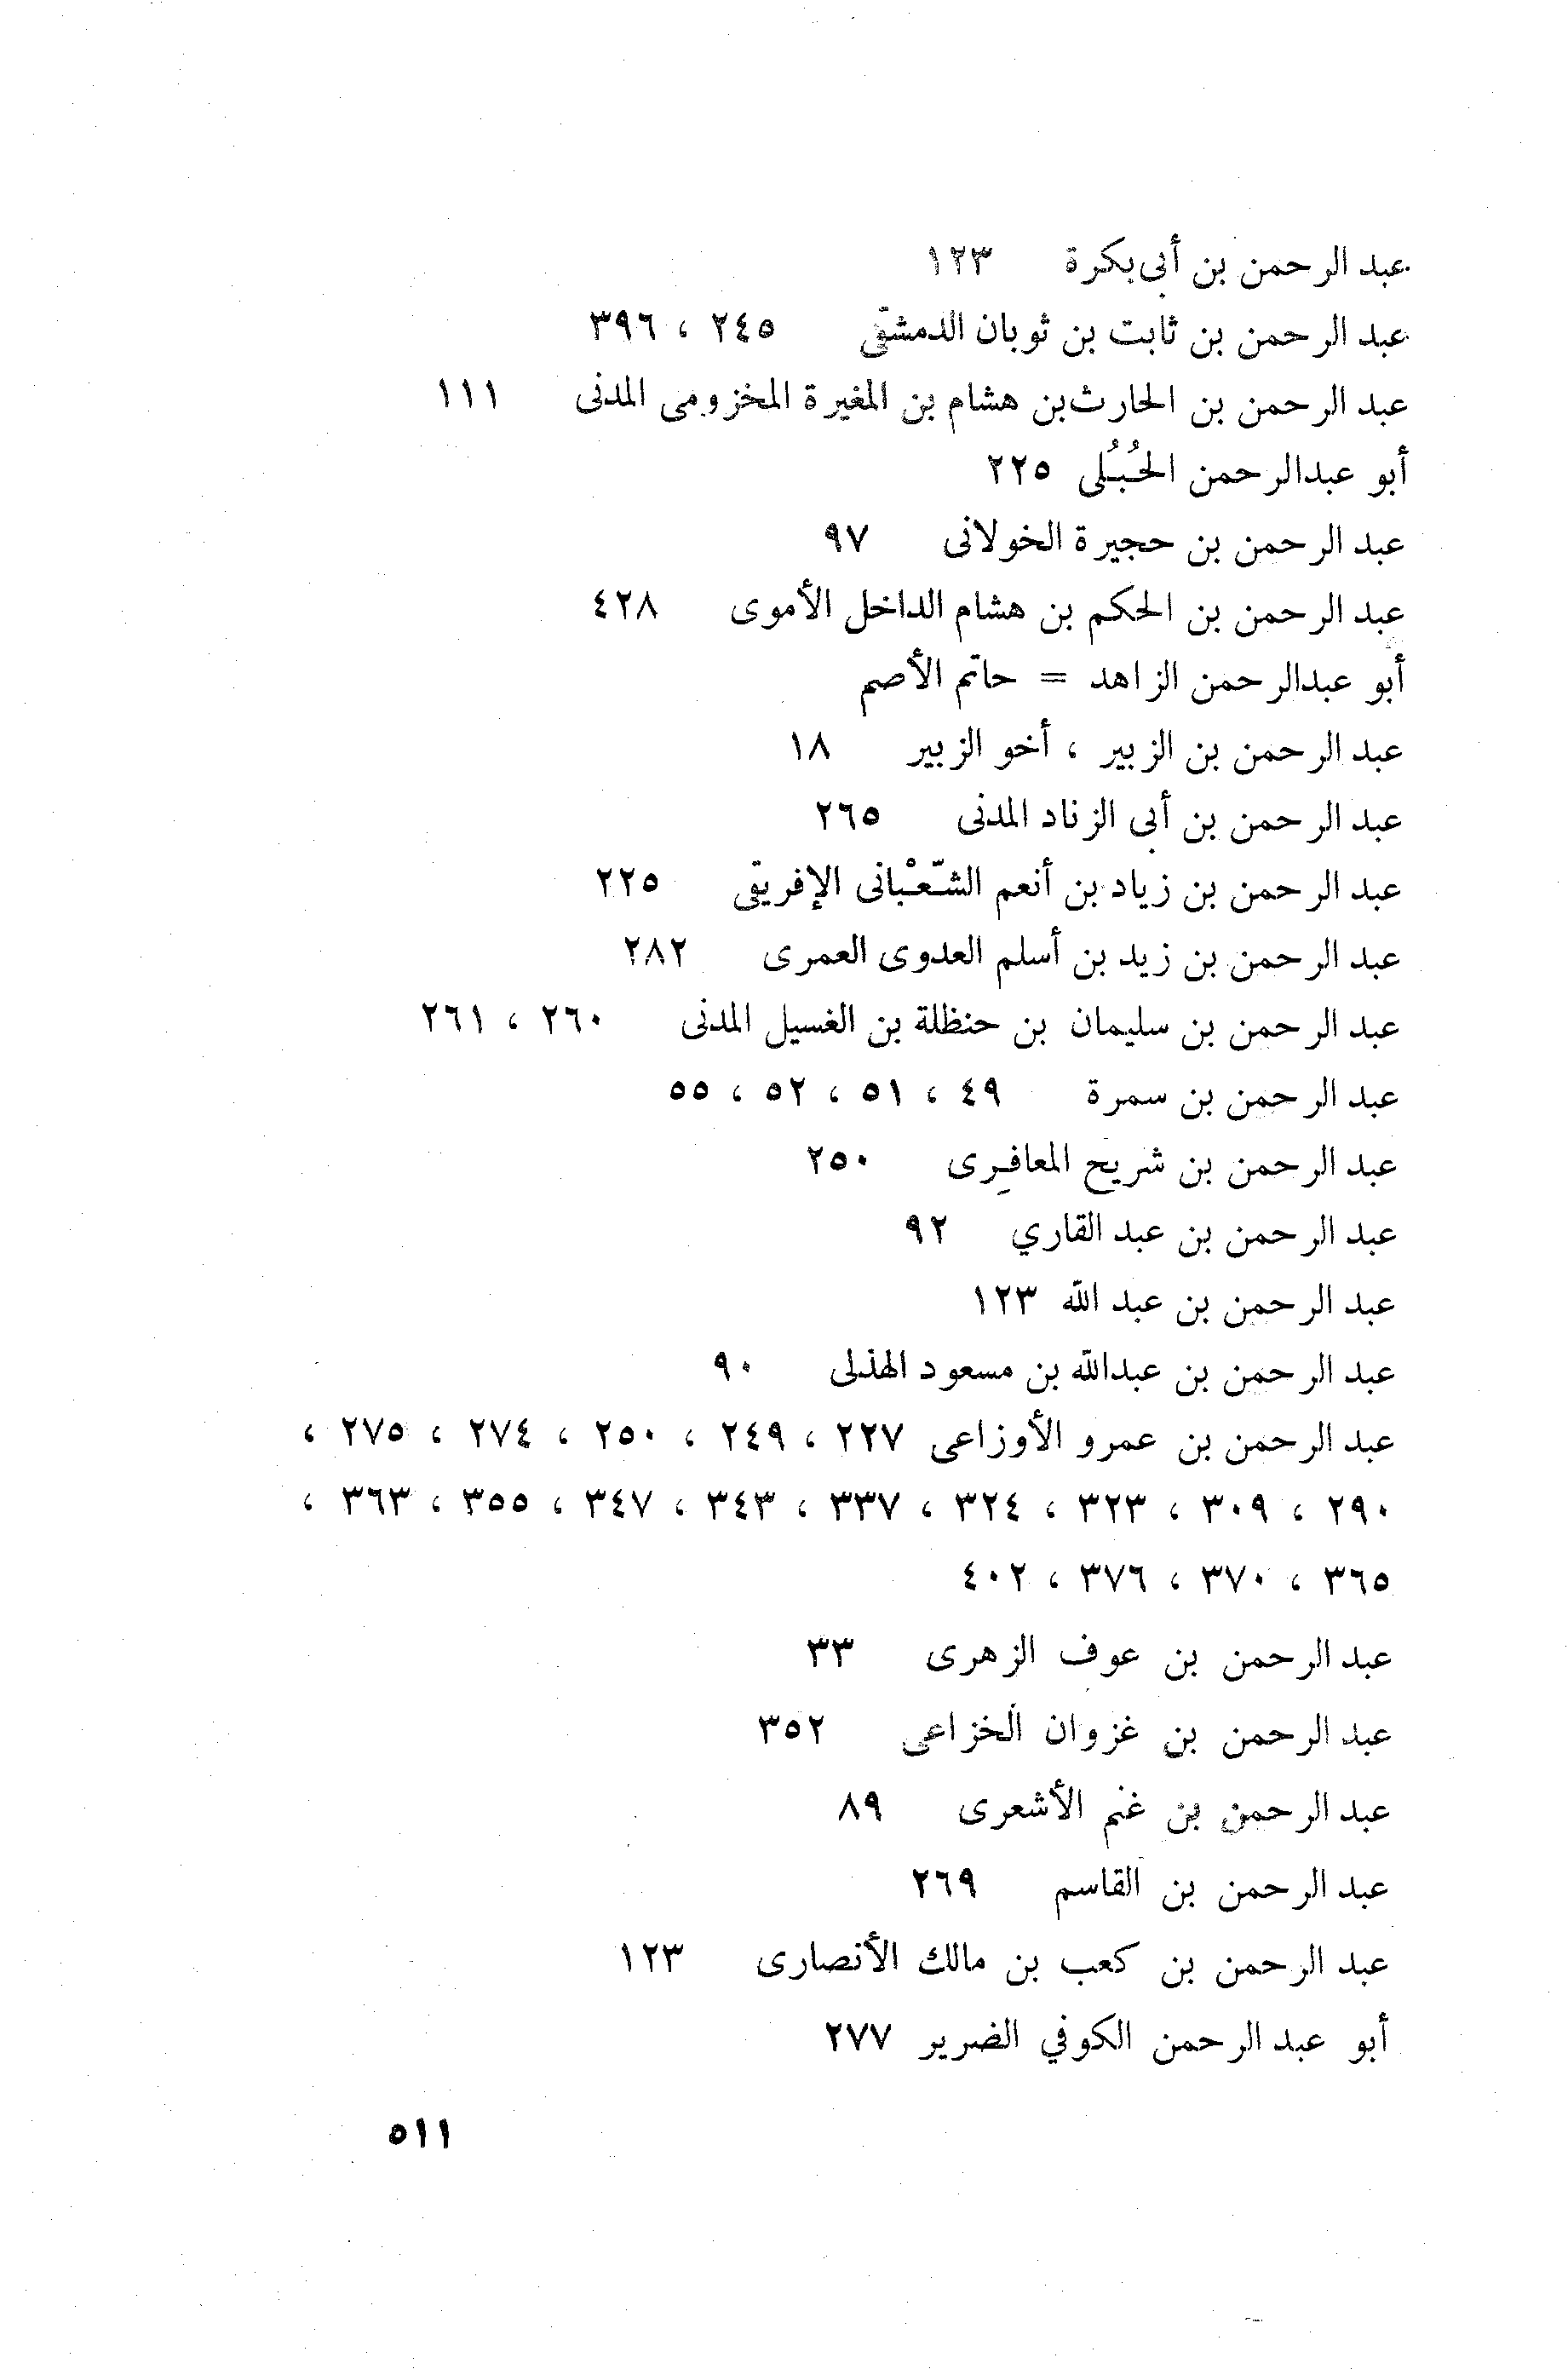 عبد الرحمن بن أبى بكرة ١٢٣
عبد الرحمن بن ثابت بن ثوبان الدمشقّى ٢٤٥ ، ٣٩٦
عبد الرحمن بن الحارث بن هشام بن المغيرة المخزومى المدنى ١١١
أبو عبدالرحمن الحُبُلى ٢٢٥
عبد الرحمن بن حجيرة الخولانى ٩٧
عبد الرحمن بن الحكم بن هشام الداخل الأموى ٤٢٨
أبو عبدالرحمن الزاهد = حاتم الأصم
عبد الرحمن بن الزبير ، أخو الزبير ١٨
عبد الرحمن بن أبى الزناد المدنى ٢٦٥
عبد الرحمن بن زياد بن أنعم الشّعْبانى الإفريقى ٢٢٥
عبد الرحمن بن زيد بن أسلم العدوى العمرى ٢٨٢
عبد الرحمن بن سليمان بن حنظلة بن الغسيل المدنى ٢٦٠ ، ٢٦١
عبد الرحمن بن سمرة ٤٩ ، ٥١ ، ٥٢ ، ٥٥
عبد الرحمن بن شريح المعافِرى ٢٥٠
عبد الرحمن بن عبد القاري ٩٢
عبد الرحمن بن عبد الله ١٢٣
عبد الرحمن بن عبدالله بن مسعود الهذلى ٩٠
عبد الرحمن بن عمرو الأوزاعى ٢٢٧ ، ٢٤٩ ، ٢٥٠ ، ٢٧٤ ، ٢٧٥ ،
٢٩٠ ، ٣٠٩ ، ٣٢٣ ، ٣٢٤ ، ٣٣٧ ، ٣٤٣ ، ٣٤٧ ، ٣٥٥ ، ٣٦٣ ،
٣٦٥ ، ٣٧٠ ، ٣٧٦ ، ٤٠٢
عبد الرحمن بن عوف الزهرى ٣٣
عبد الرحمن بن غزوان الخزاعى ٣٥٢
عبد الرحمن بن غنم الأشعرى ٨٩
عبد الرحمن بن القاسم ٢٦٩
عبد الرحمن بن كعب بن مالك الأنصارى ١٢٣
أبو عبد الرحمن الكوفي الضرير ٢٧٧
٥١١